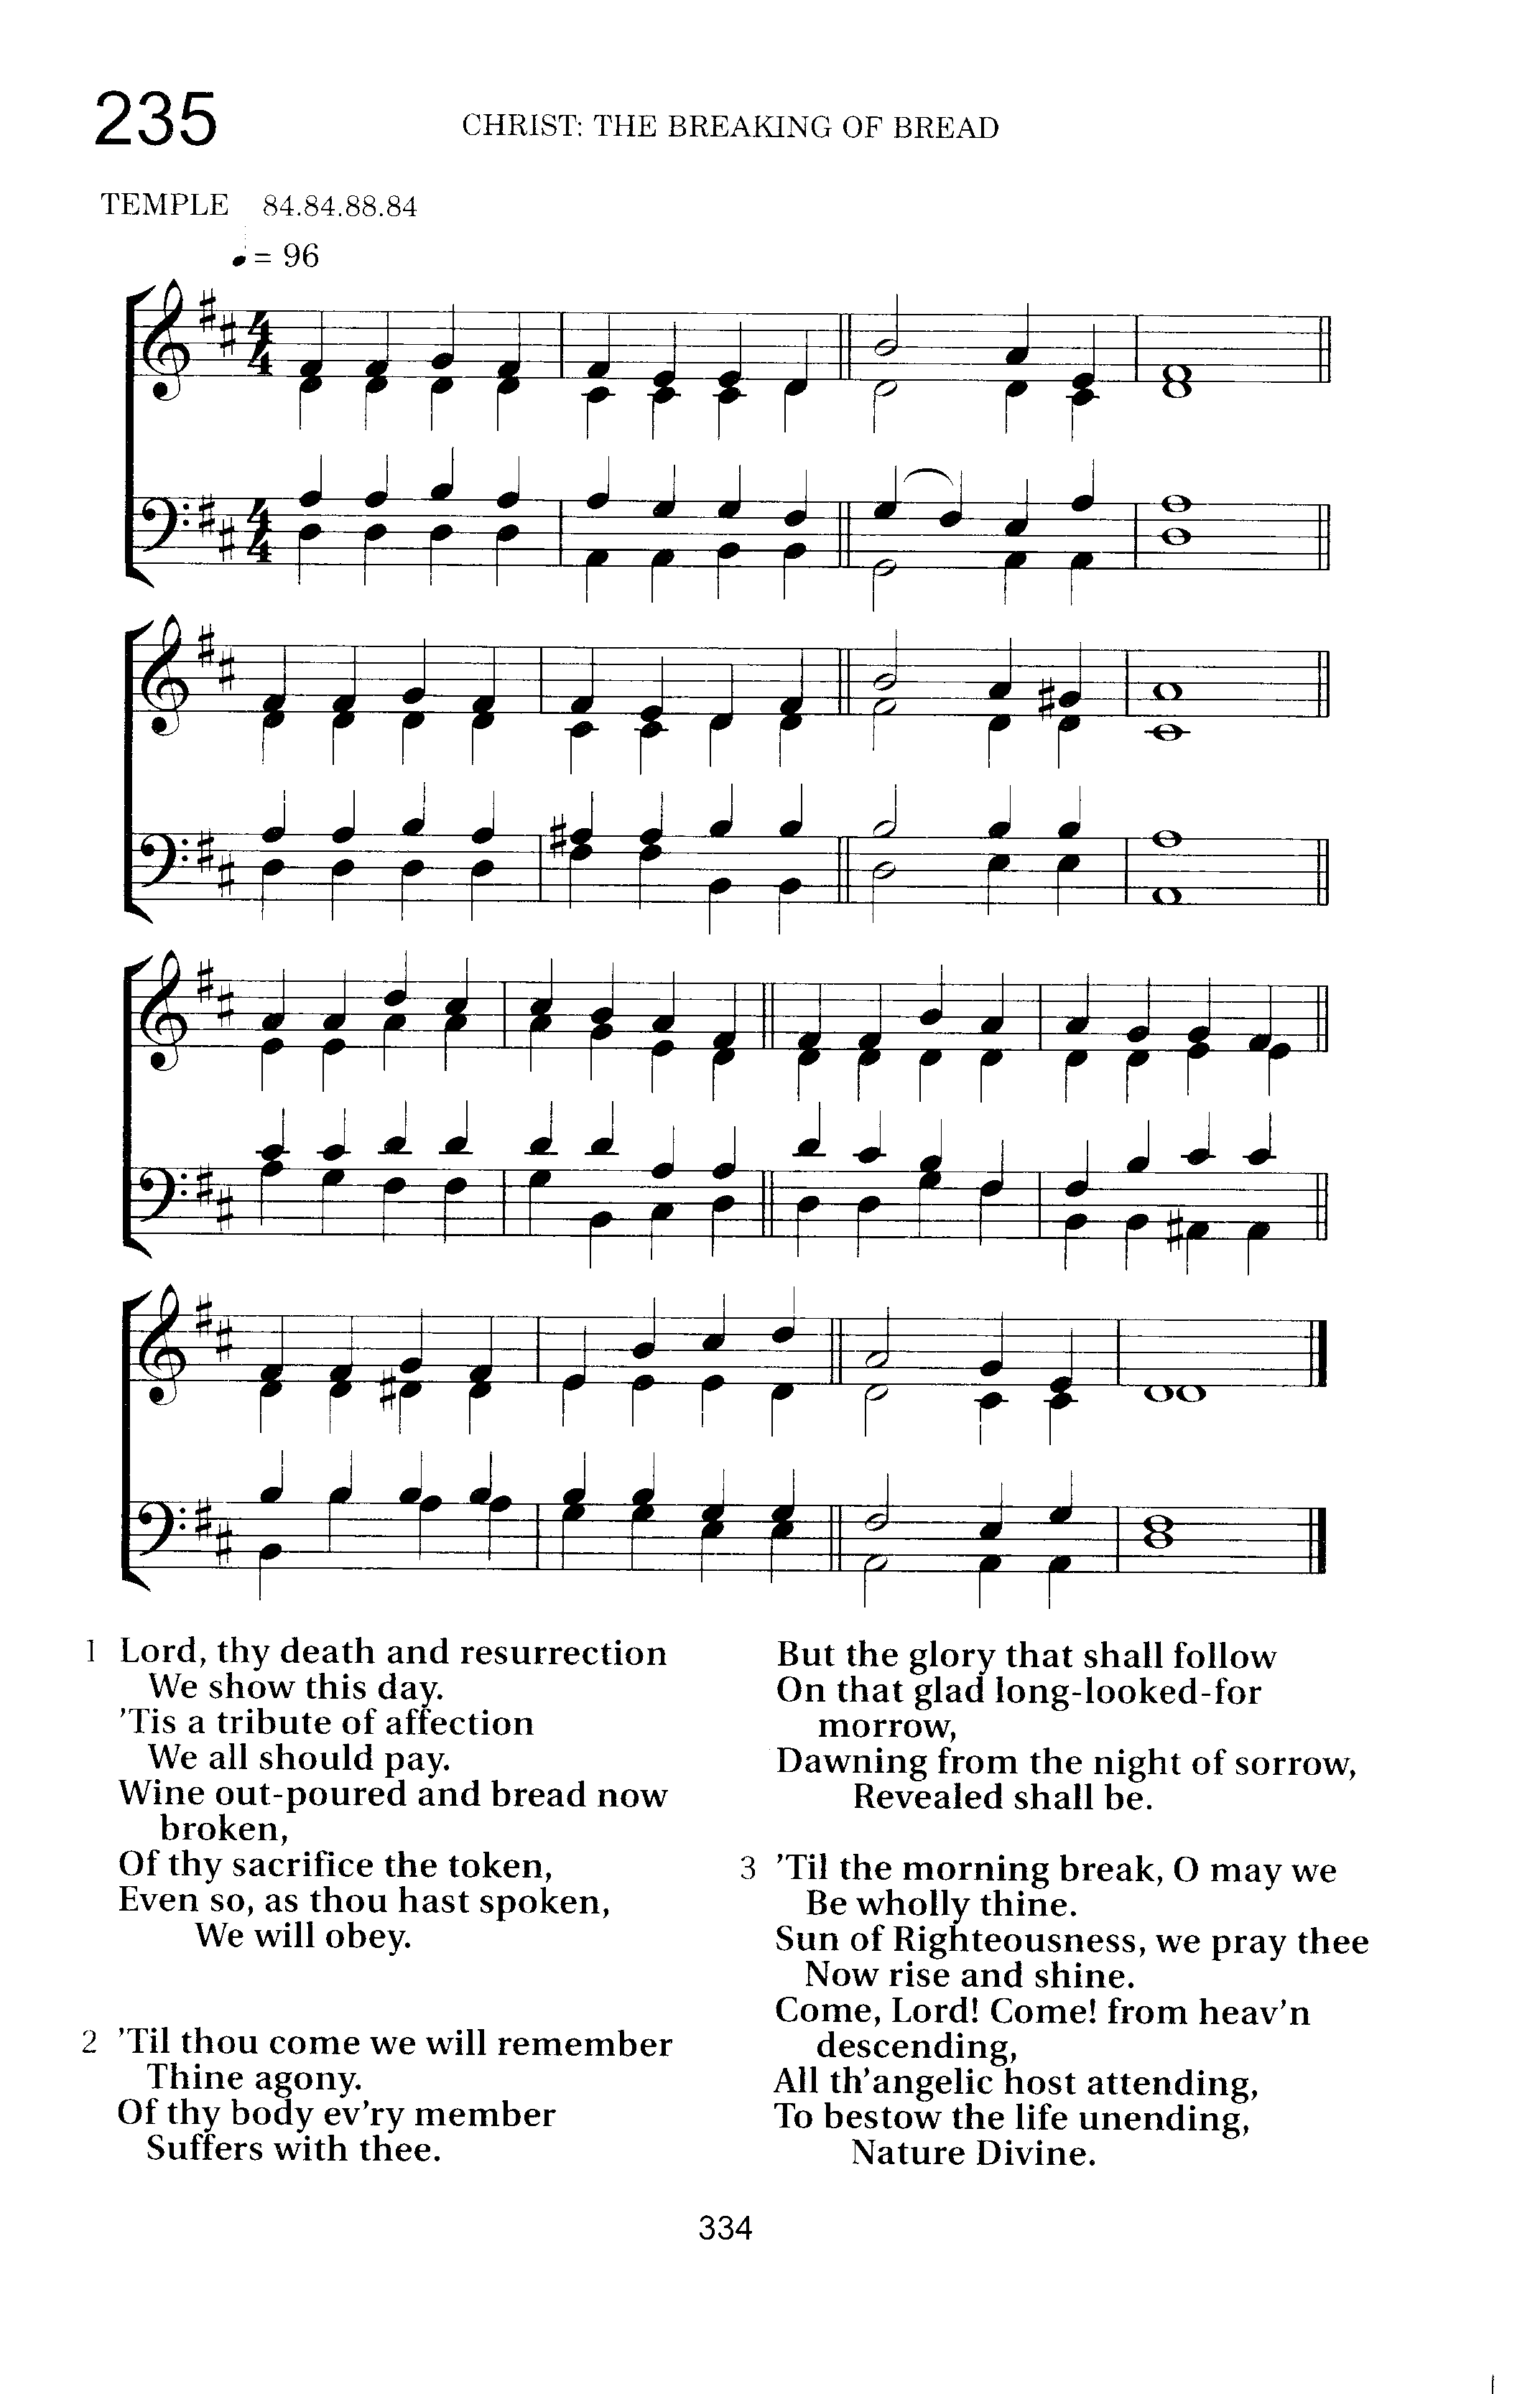 235
CHRIST: THE BREAKING OF BREAD
TEMPLE 84.84.88.84
♩ = 96
1 Lord, thy death and resurrection
We show this day.
’Tis a tribute of affection
We all should pay.
Wine out-poured and bread now
broken,
Of thy sacrifice the token,
Even so, as thou hast spoken,
We will obey.
2 ’Til thou come we will remember
Thine agony.
Of thy body ev’ry member
Suffers with thee.
But the glory that shall follow
On that glad long-looked-for
morrow,
Dawning from the night of sorrow,
Revealed shall be.
3 ’Til the morning break, O may we
Be wholly thine.
Sun of Righteousness, we pray thee
Now rise and shine.
Come, Lord! Come! from heav’n
descending,
All th’angelic host attending,
To bestow the life unending,
Nature Divine.
334